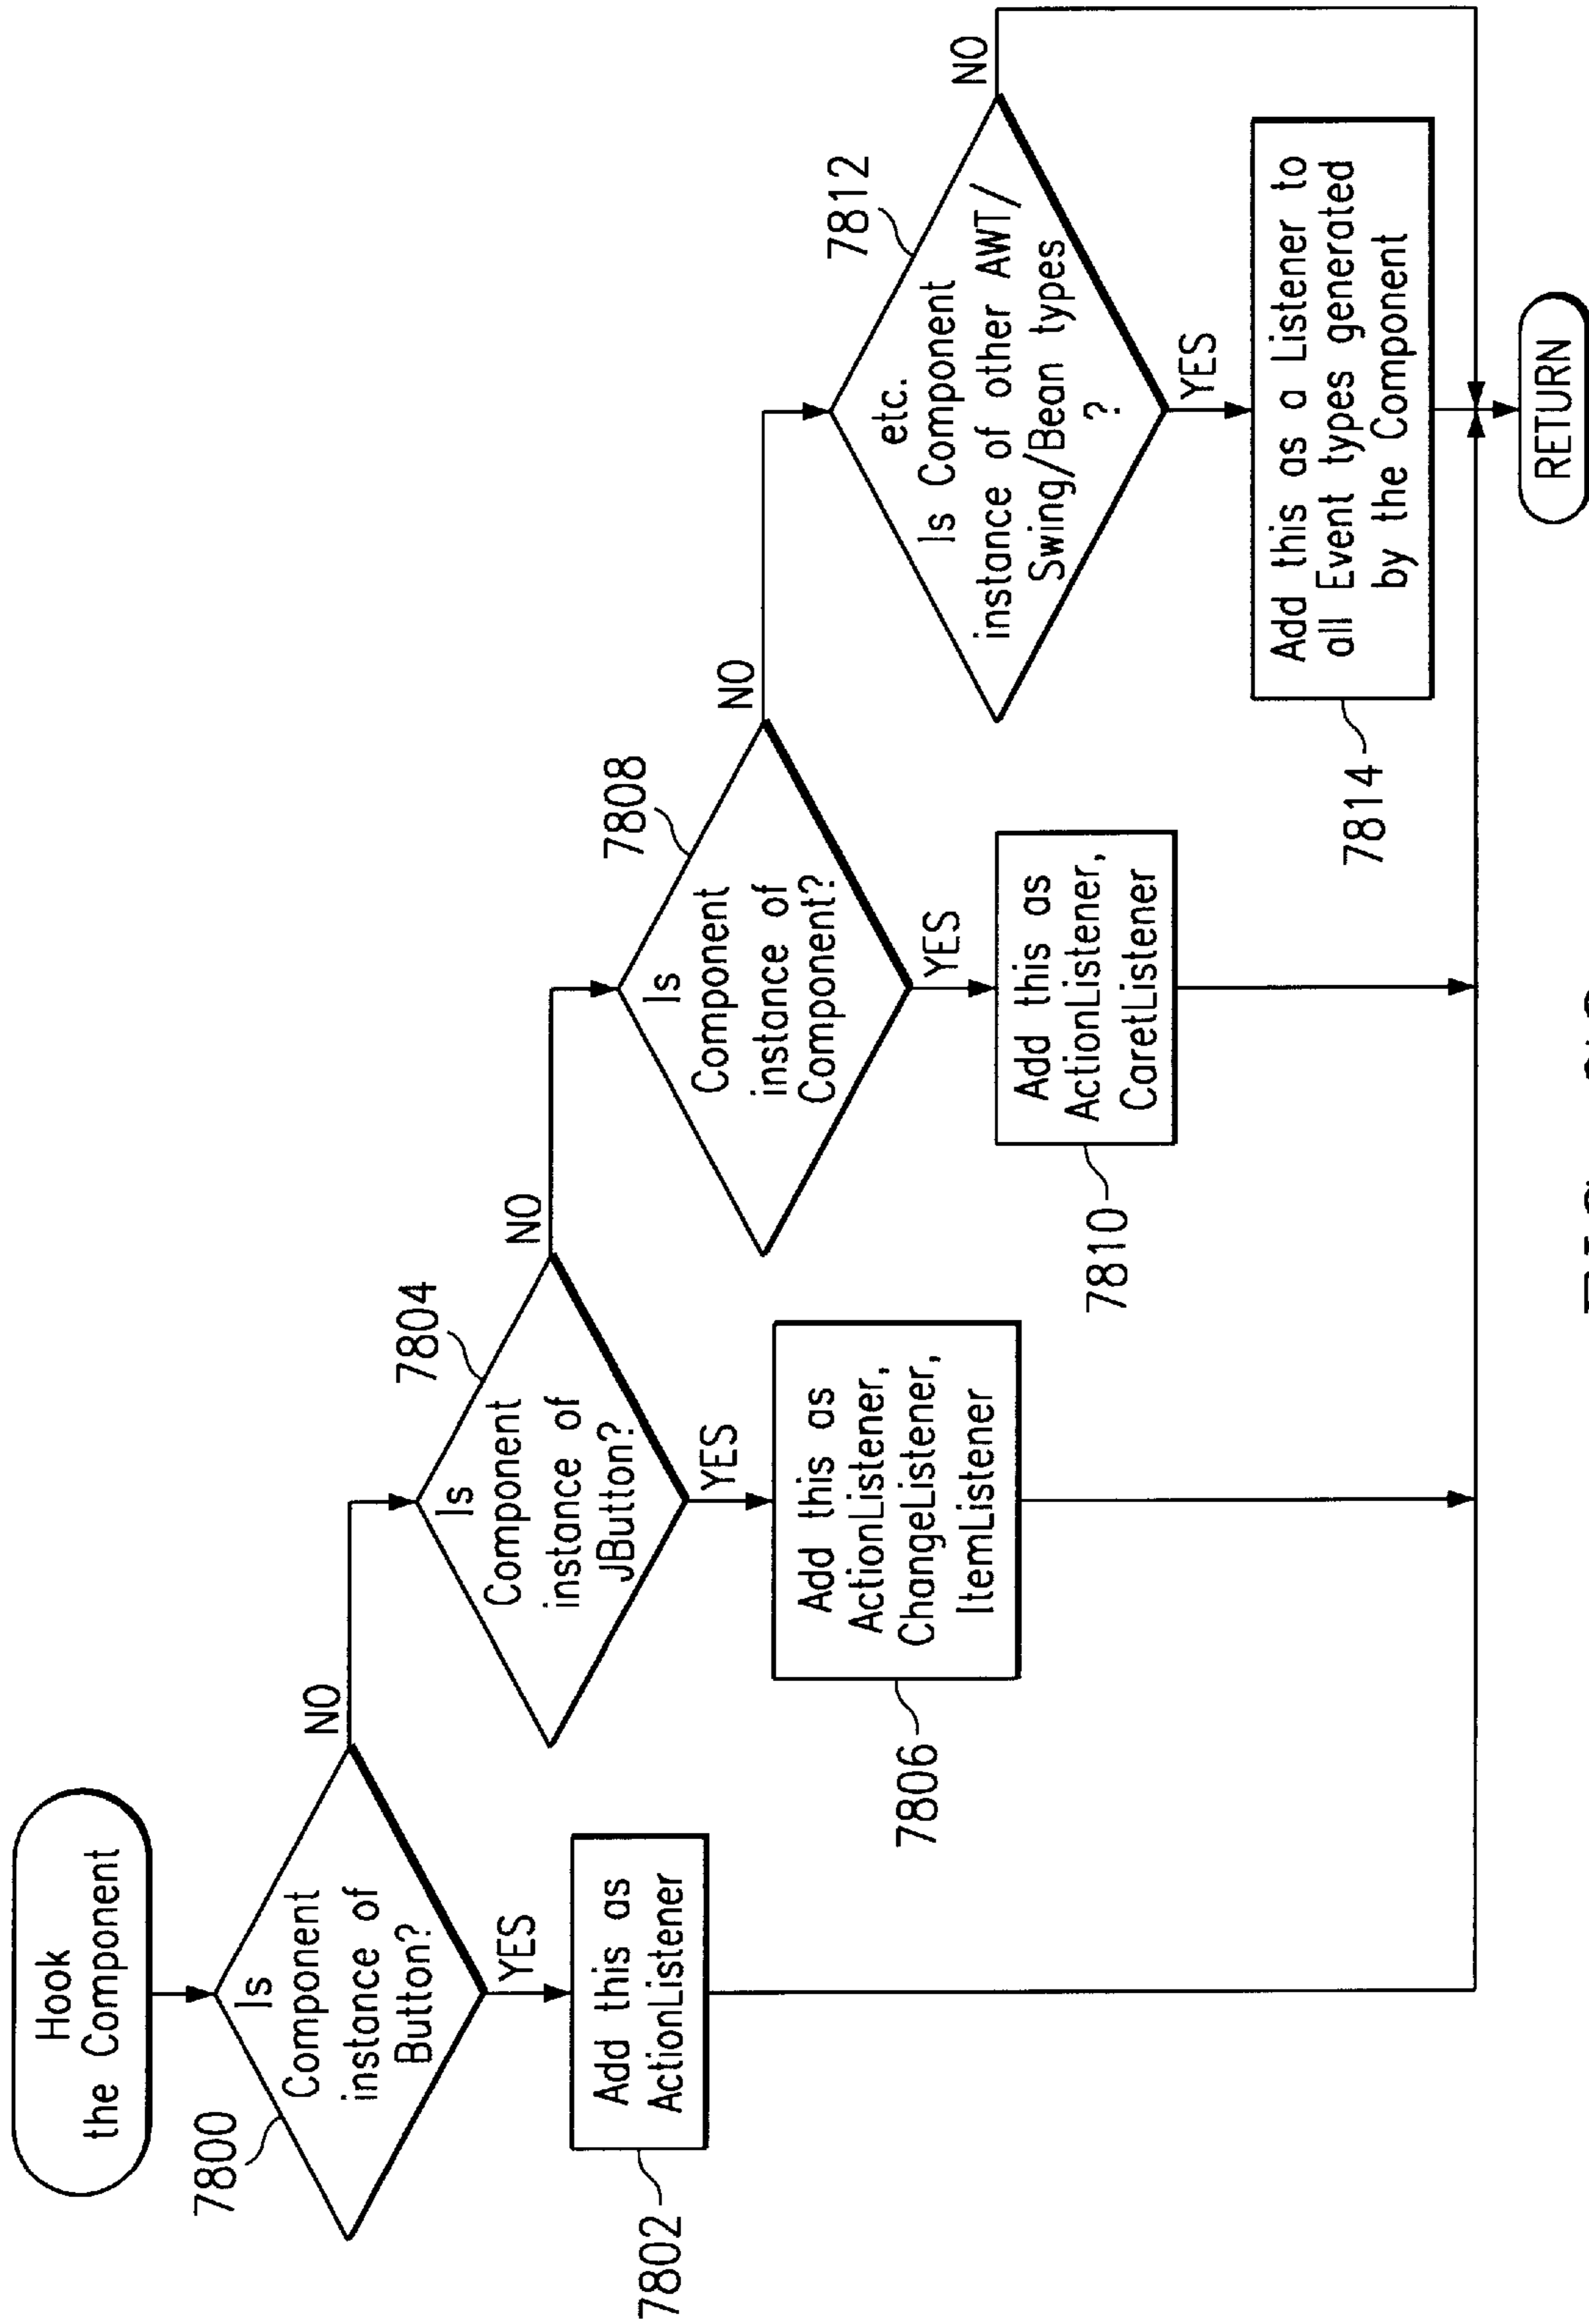 Hook
the Component
7800
Is
Component
instance of
Button?
NO
YES
7802
Add this as
ActionListener
7804
Is
Component
instance of
JButton?
NO
YES
7806
Add this as
ActionListener,
ChangeListener,
ItemListener
7808
Is
Component
instance of
Component?
NO
YES
7810
Add this as
ActionListener,
CaretListener
7812
etc.
Is Component
instance of other AWT/
Swing/Bean types
?
NO
YES
7814
Add this as a Listener to
all Event types generated
by the Component
RETURN